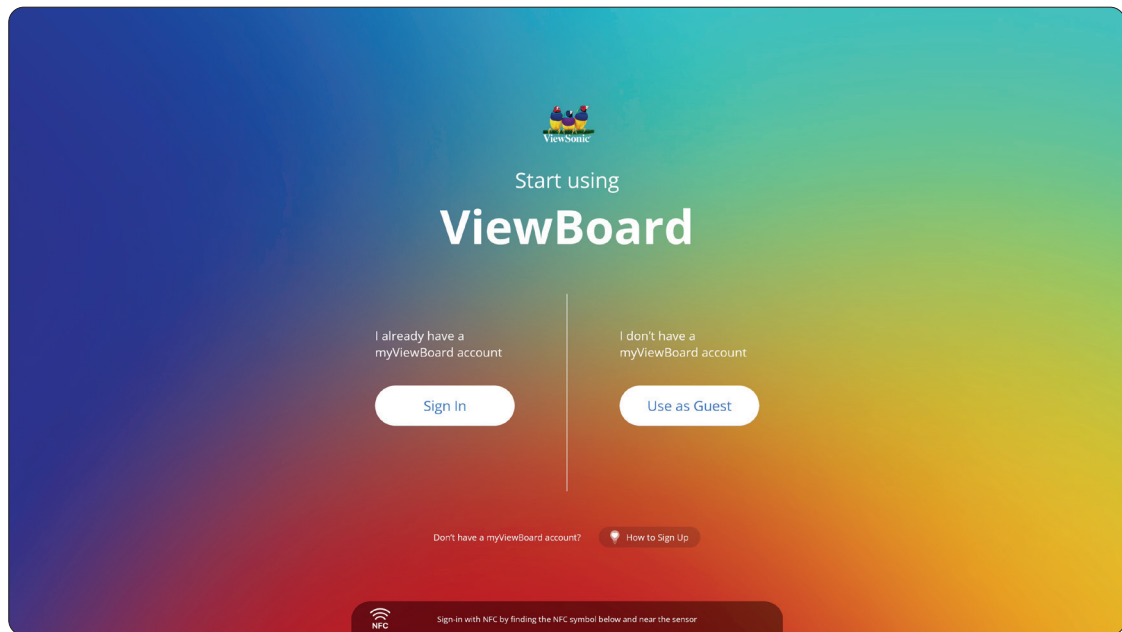 ViewSonic
Start using
ViewBoard
I already have a
myViewBoard account
Sign In
I don't have a
myViewBoard account
Use as Guest
Don't have a myViewBoard account?
How to Sign Up
NFC
Sign-in with NFC by finding the NFC symbol below and near the sensor